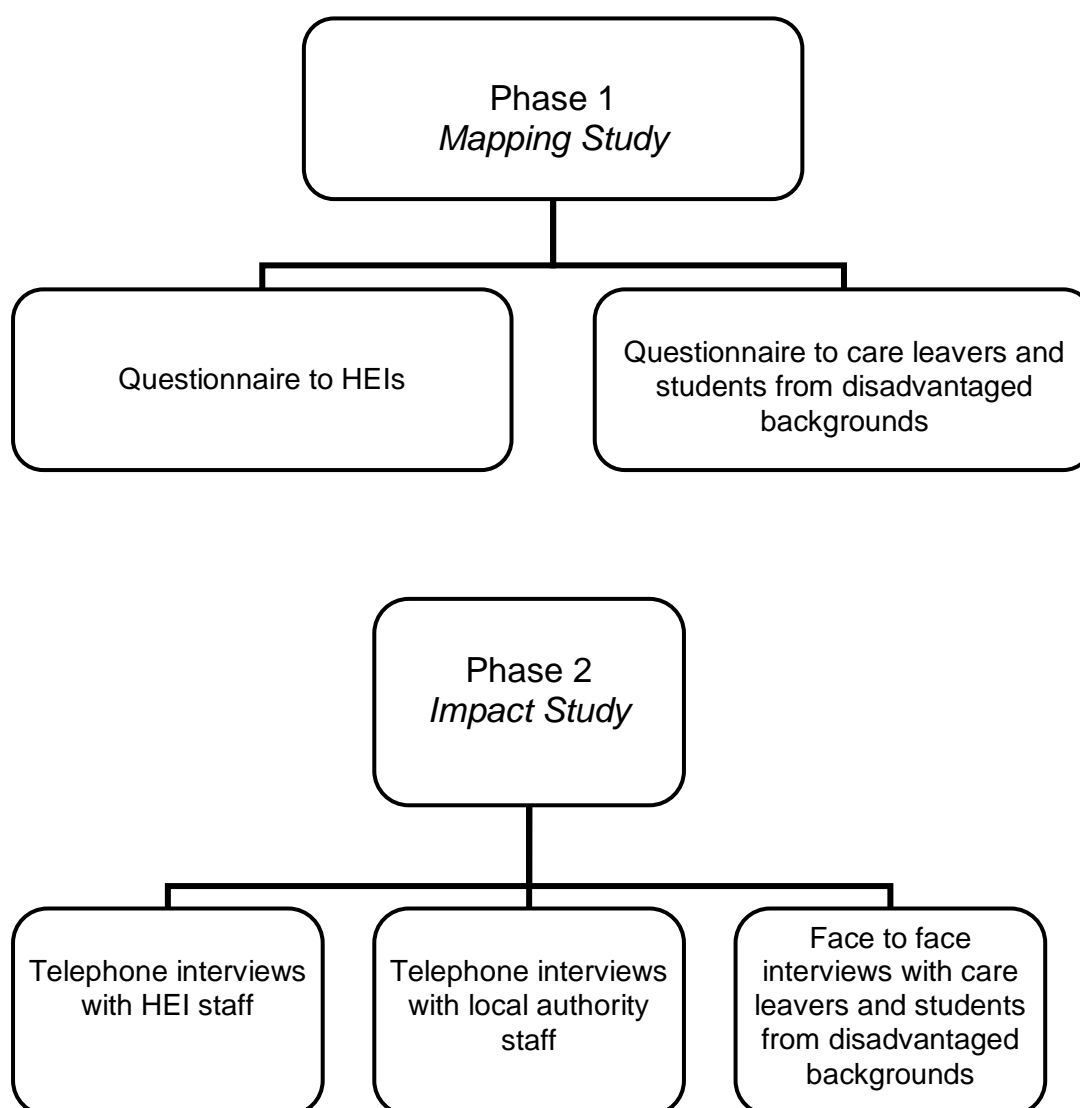 Phase 1
Mapping Study
Questionnaire to HEIs
Questionnaire to care leavers and
students from disadvantaged
backgrounds
Phase 2
Impact Study
Telephone interviews
with HEI staff
Telephone interviews
with local authority
staff
Face to face
interviews with care
leavers and students
from disadvantaged
backgrounds